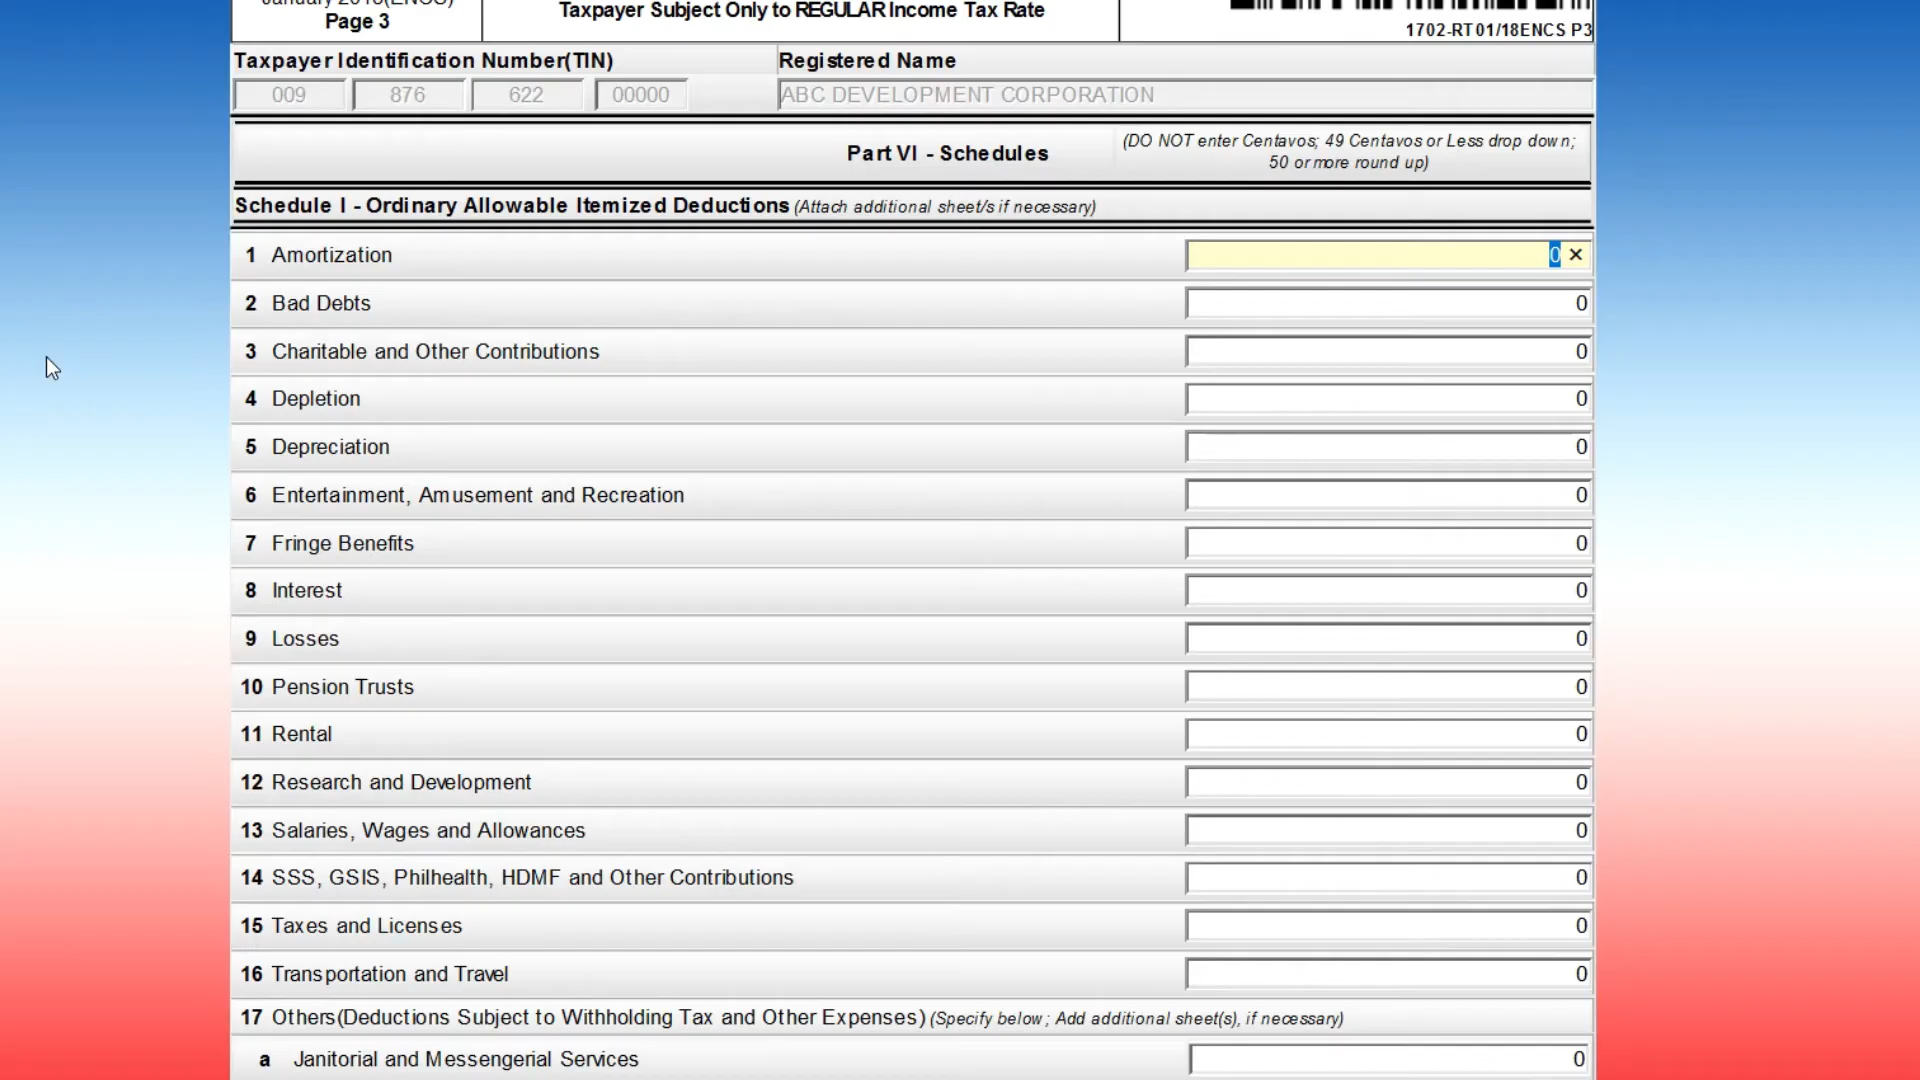 Page 3
Taxpayer Subject Only to REGULAR Income Tax Rate
1702-RT01/18ENCS P3
Taxpayer Identification Number(TIN)
Registered Name
009 876 622 00000
ABC DEVELOPMENT CORPORATION
Part VI - Schedules
(DO NOT enter Centavos; 49 Centavos or Less drop down;
50 or more round up)
Schedule I - Ordinary Allowable Itemized Deductions (Attach additional sheet/s if necessary)
1 Amortization 0
2 Bad Debts 0
3 Charitable and Other Contributions 0
4 Depletion 0
5 Depreciation 0
6 Entertainment, Amusement and Recreation 0
7 Fringe Benefits 0
8 Interest 0
9 Losses 0
10 Pension Trusts 0
11 Rental 0
12 Research and Development 0
13 Salaries, Wages and Allowances 0
14 SSS, GSIS, Philhealth, HDMF and Other Contributions 0
15 Taxes and Licenses 0
16 Transportation and Travel 0
17 Others(Deductions Subject to Withholding Tax and Other Expenses) (Specify below; Add additional sheet(s), if necessary)
a Janitorial and Messengerial Services 0